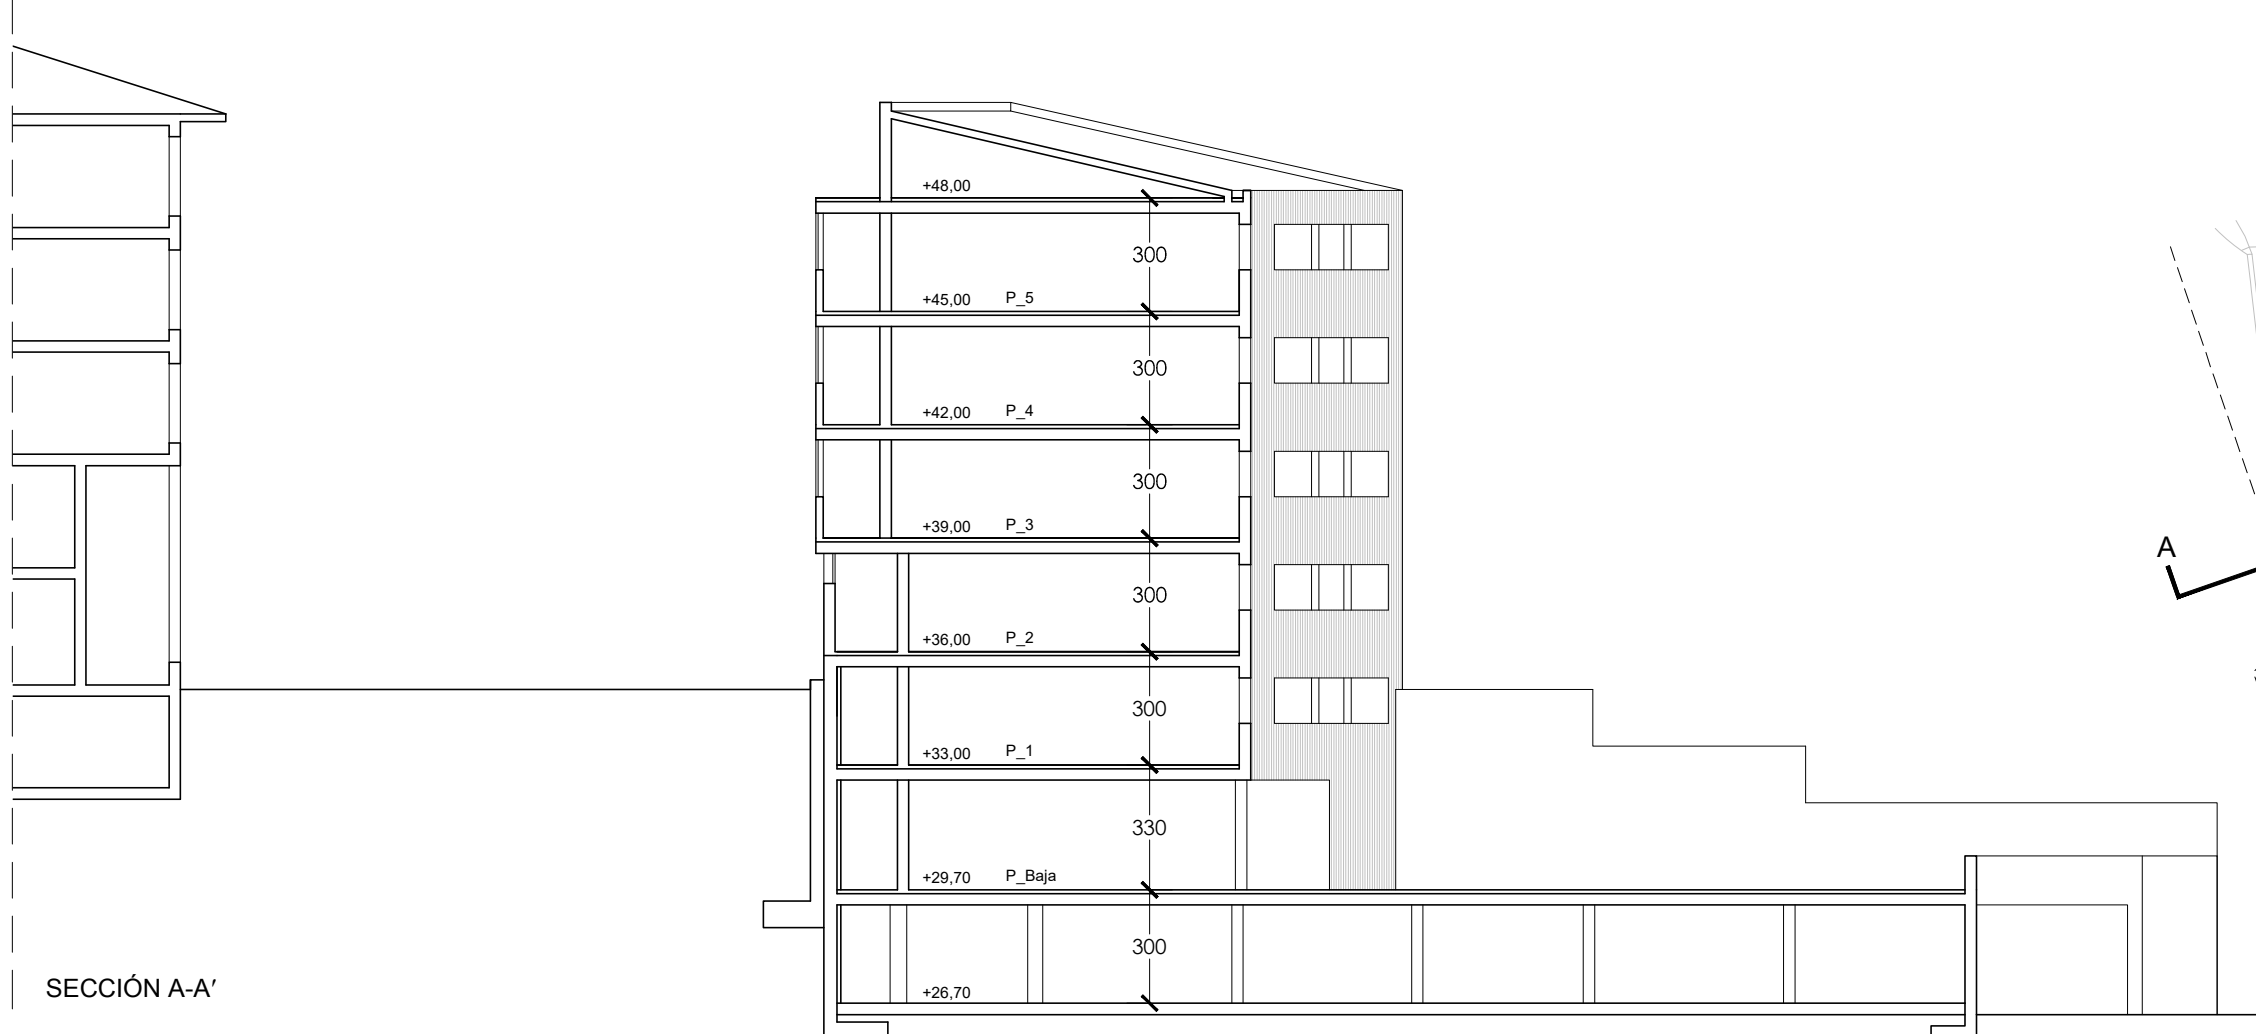 +48,00
300
+45,00 P_5
300
+42,00 P_4
300
+39,00 P_3
A
300
+36,00 P_2
300
+33,00 P_1
330
+29,70 P_Baja
300
SECCIÓN A-A'
+26,70